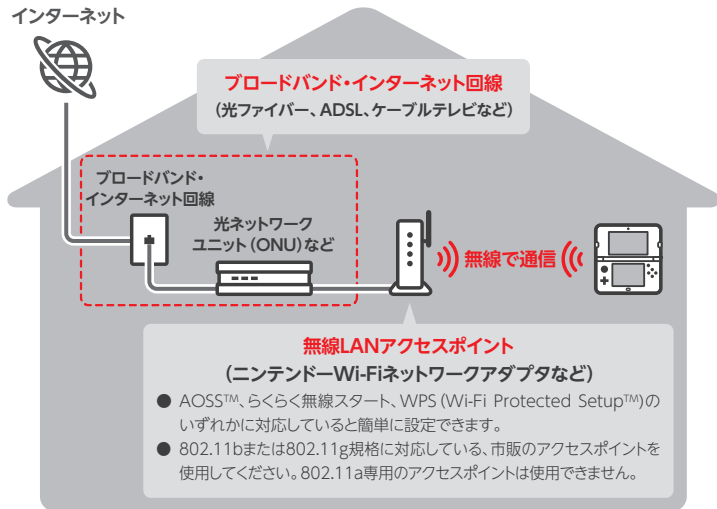 インターネット
ブロードバンド・インターネット回線
(光ファイバー、ADSL、ケーブルテレビなど)
ブロードバンド・
インターネット回線
光ネットワーク
ユニット(ONU)など
無線で通信
無線LANアクセスポイント
(ニンテンドーWi-Fiネットワークアダプタなど)
● AOSS™、らくらく無線スタート、WPS(Wi-Fi Protected Setup™)の
いずれかに対応していると簡単に設定できます。
● 802.11bまたは802.11g規格に対応している、市販のアクセスポイントを
使用してください。802.11a専用のアクセスポイントは使用できません。